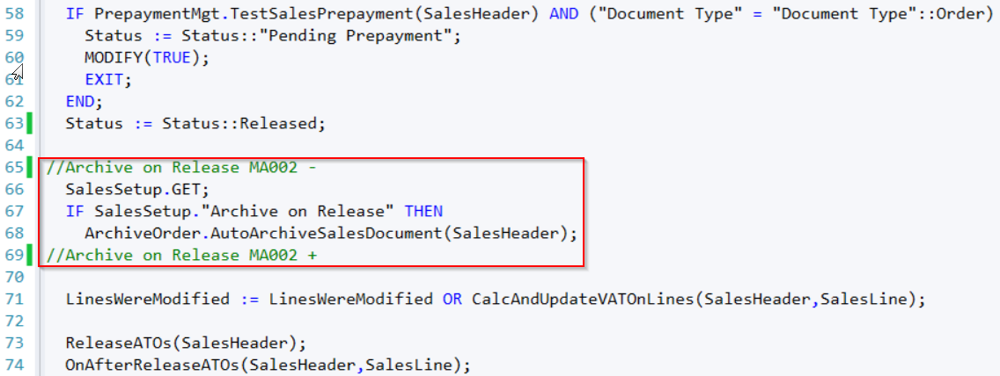 58 IF PrepaymentMgt.TestSalesPrepayment(SalesHeader) AND ("Document Type" = "Document Type"::Order)
59 Status := Status::"Pending Prepayment";
60 MODIFY(TRUE);
61 EXIT;
62 END;
63 Status := Status::Released;
64
65 //Archive on Release MA002 -
66 SalesSetup.GET;
67 IF SalesSetup."Archive on Release" THEN
68 ArchiveOrder.AutoArchiveSalesDocument(SalesHeader);
69 //Archive on Release MA002 +
70
71 LinesWereModified := LinesWereModified OR CalcAndUpdateVATOnLines(SalesHeader,SalesLine);
72
73 ReleaseATOs(SalesHeader);
74 OnAfterReleaseATOs(SalesHeader,SalesLine);